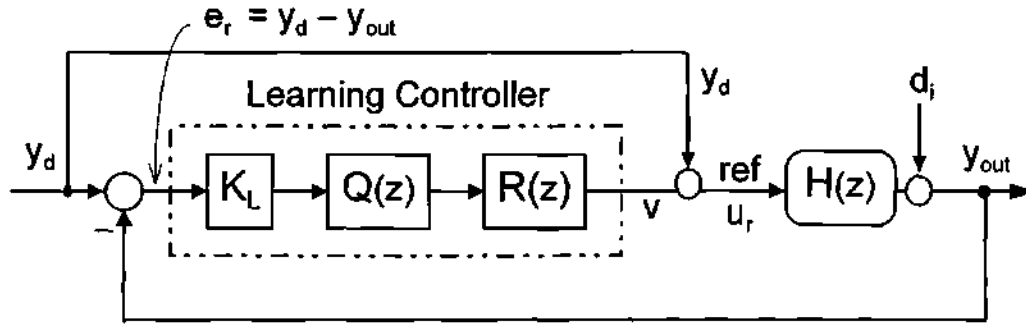 e_r = y_d – y_out
Learning Controller
y_d
d_i
y_d
K_L
Q(z)
R(z)
ref
H(z)
y_out
–
v
u_r